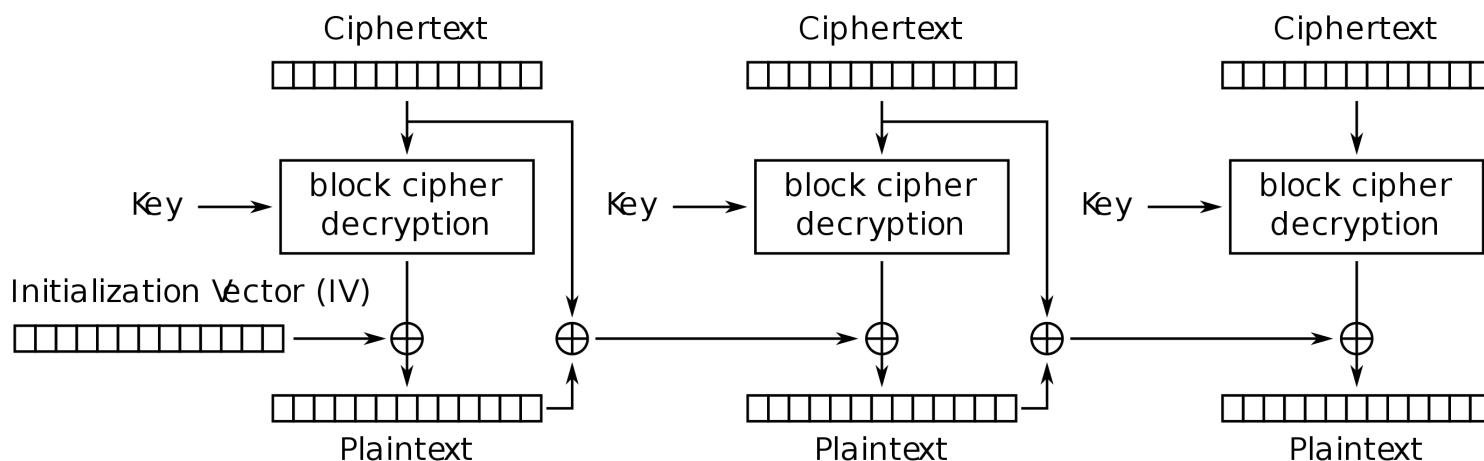 Ciphertext
Ciphertext
Ciphertext
Key
block cipher
decryption
Key
block cipher
decryption
Key
block cipher
decryption
Initialization Vector (IV)
Plaintext
Plaintext
Plaintext